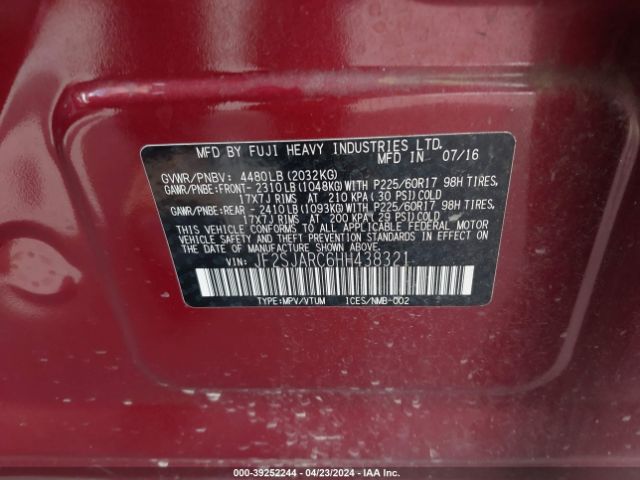 MFD BY FUJI HEAVY INDUSTRIES LTD.
MFD IN 07/16
GVWR/PNBV: 4480LB(2032KG)
GAWR/PNBE:FRONT- 2310LB(1048KG)WITH P225/60R17 98H TIRES,
17X7J RIMS AT 210 KPA(30 PSI)COLD
GAWR/PNBE:REAR - 2410LB(1093KG)WITH P225/60R17 98H TIRES,
17X7J RIMS AT 200 KPA(29 PSI)COLD
THIS VEHICLE CONFORMS TO ALL APPLICABLE FEDERAL MOTOR
VEHICLE SAFETY AND THEFT PREVENTION STANDARDS IN EFFECT
ON THE DATE OF MANUFACTURE SHOWN ABOVE.
VIN: JF2SJARC6HH438321
TYPE:MPV/VTUM ICES/NMB-002
000-39252244 - 04/23/2024 - IAA Inc.